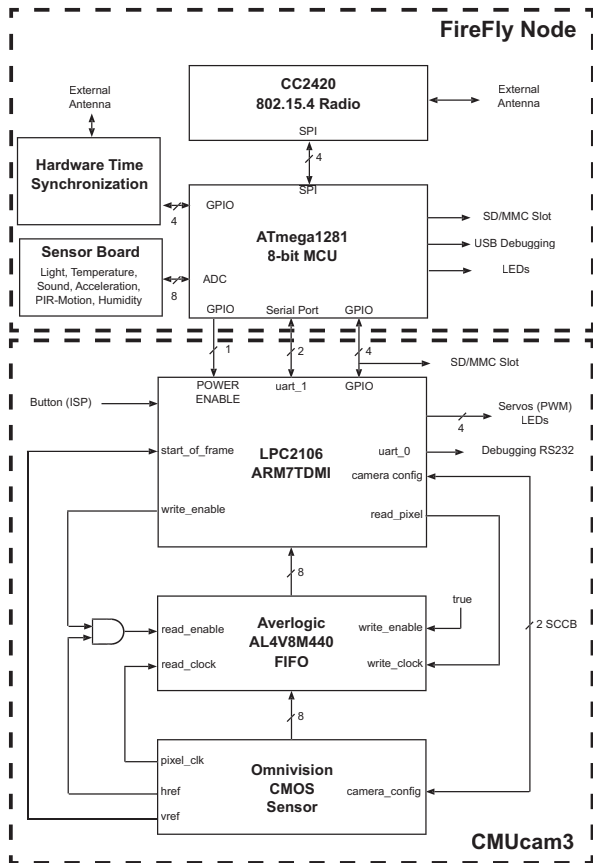 FireFly Node
CC2420
802.15.4 Radio
SPI
External
Antenna
External
Antenna
4
Hardware Time
Synchronization
4
SPI
GPIO
ATmega1281
8-bit MCU
ADC
GPIO
Serial Port
GPIO
SD/MMC Slot
USB Debugging
LEDs
Sensor Board
Light, Temperature,
Sound, Acceleration,
PIR-Motion, Humidity
8
1
2
4
SD/MMC Slot
POWER
ENABLE
uart_1
GPIO
Button (ISP)
Servos (PWM)
LEDs
4
start_of_frame
LPC2106
ARM7TDMI
uart_0
Debugging RS232
camera config
write_enable
read_pixel
8
true
read_enable
Averlogic
AL4V8M440
FIFO
write_enable
read_clock
write_clock
2 SCCB
8
pixel_clk
Omnivision
CMOS
Sensor
href
camera_config
vref
CMUcam3